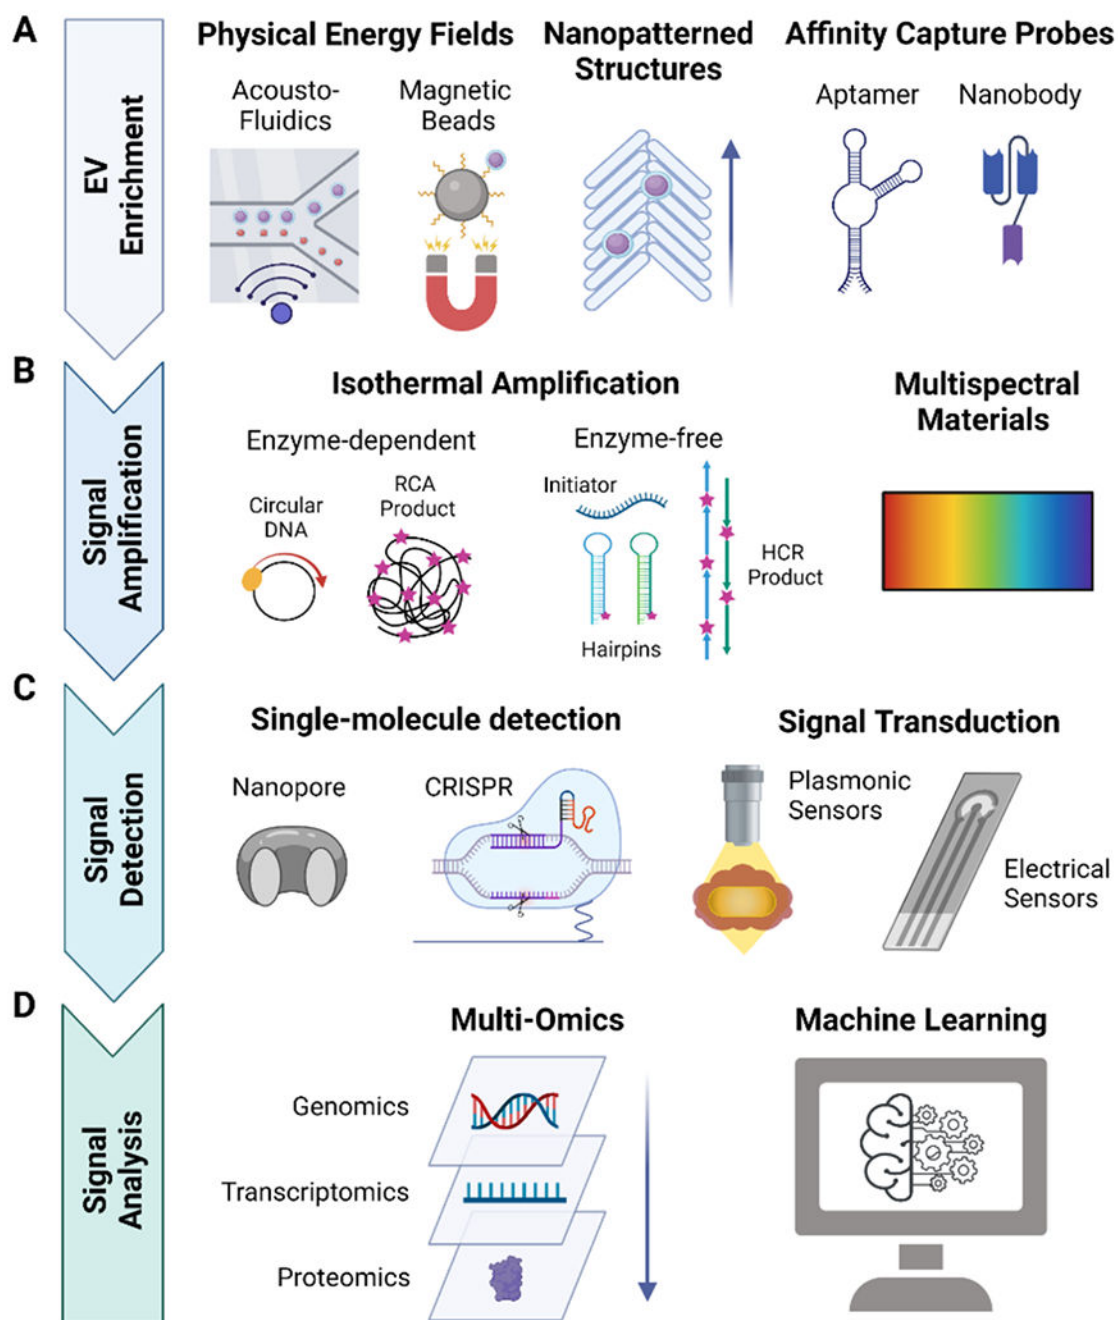 A
EV
Enrichment
Physical Energy Fields
Acousto-
Fluidics
Magnetic
Beads
Nanopatterned
Structures
Affinity Capture Probes
Aptamer
Nanobody
B
Signal
Amplification
Isothermal Amplification
Enzyme-dependent
Circular
DNA
RCA
Product
Enzyme-free
Initiator
Hairpins
HCR
Product
Multispectral
Materials
C
Signal
Detection
Single-molecule detection
Nanopore
CRISPR
Signal Transduction
Plasmonic
Sensors
Electrical
Sensors
D
Signal
Analysis
Multi-Omics
Genomics
Transcriptomics
Proteomics
Machine Learning